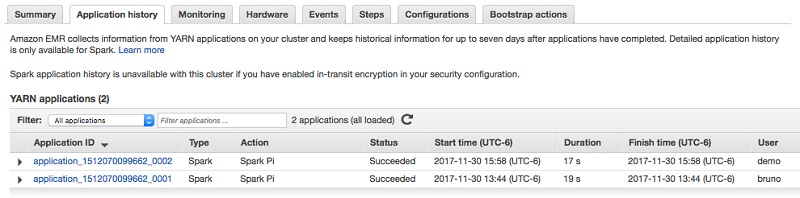 Summary Application history Monitoring Hardware Events Steps Configurations Bootstrap actions
Amazon EMR collects information from YARN applications on your cluster and keeps historical information for up to seven days after applications have completed. Detailed application history
is only available for Spark. Learn more
Spark application history is unavailable with this cluster if you have enabled in-transit encryption in your security configuration.
YARN applications (2)
Filter: All applications Filter applications ... 2 applications (all loaded)
Application ID Type Action Status Start time (UTC-6) Duration Finish time (UTC-6) User
application_1512070099662_0002 Spark Spark Pi Succeeded 2017-11-30 15:58 (UTC-6) 17 s 2017-11-30 15:58 (UTC-6) demo
application_1512070099662_0001 Spark Spark Pi Succeeded 2017-11-30 13:44 (UTC-6) 19 s 2017-11-30 13:44 (UTC-6) bruno